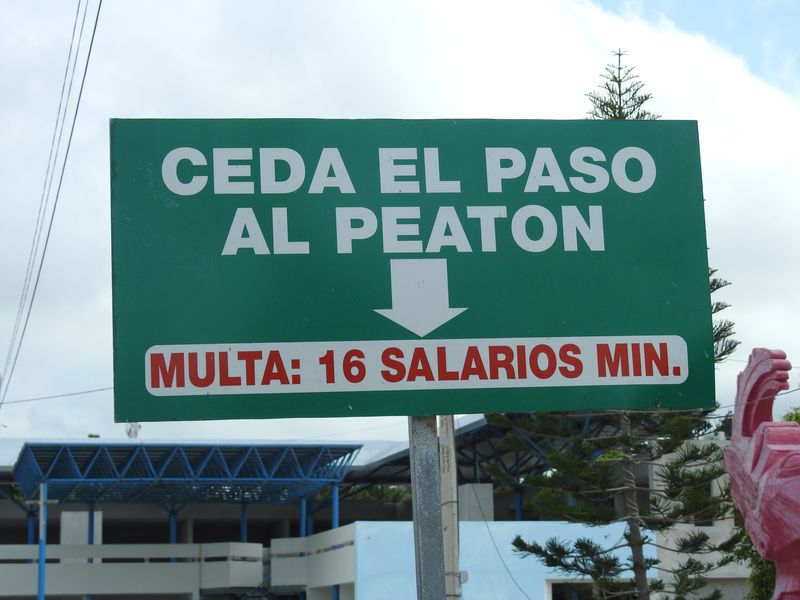 CEDA EL PASO
AL PEATON
MULTA: 16 SALARIOS MIN.